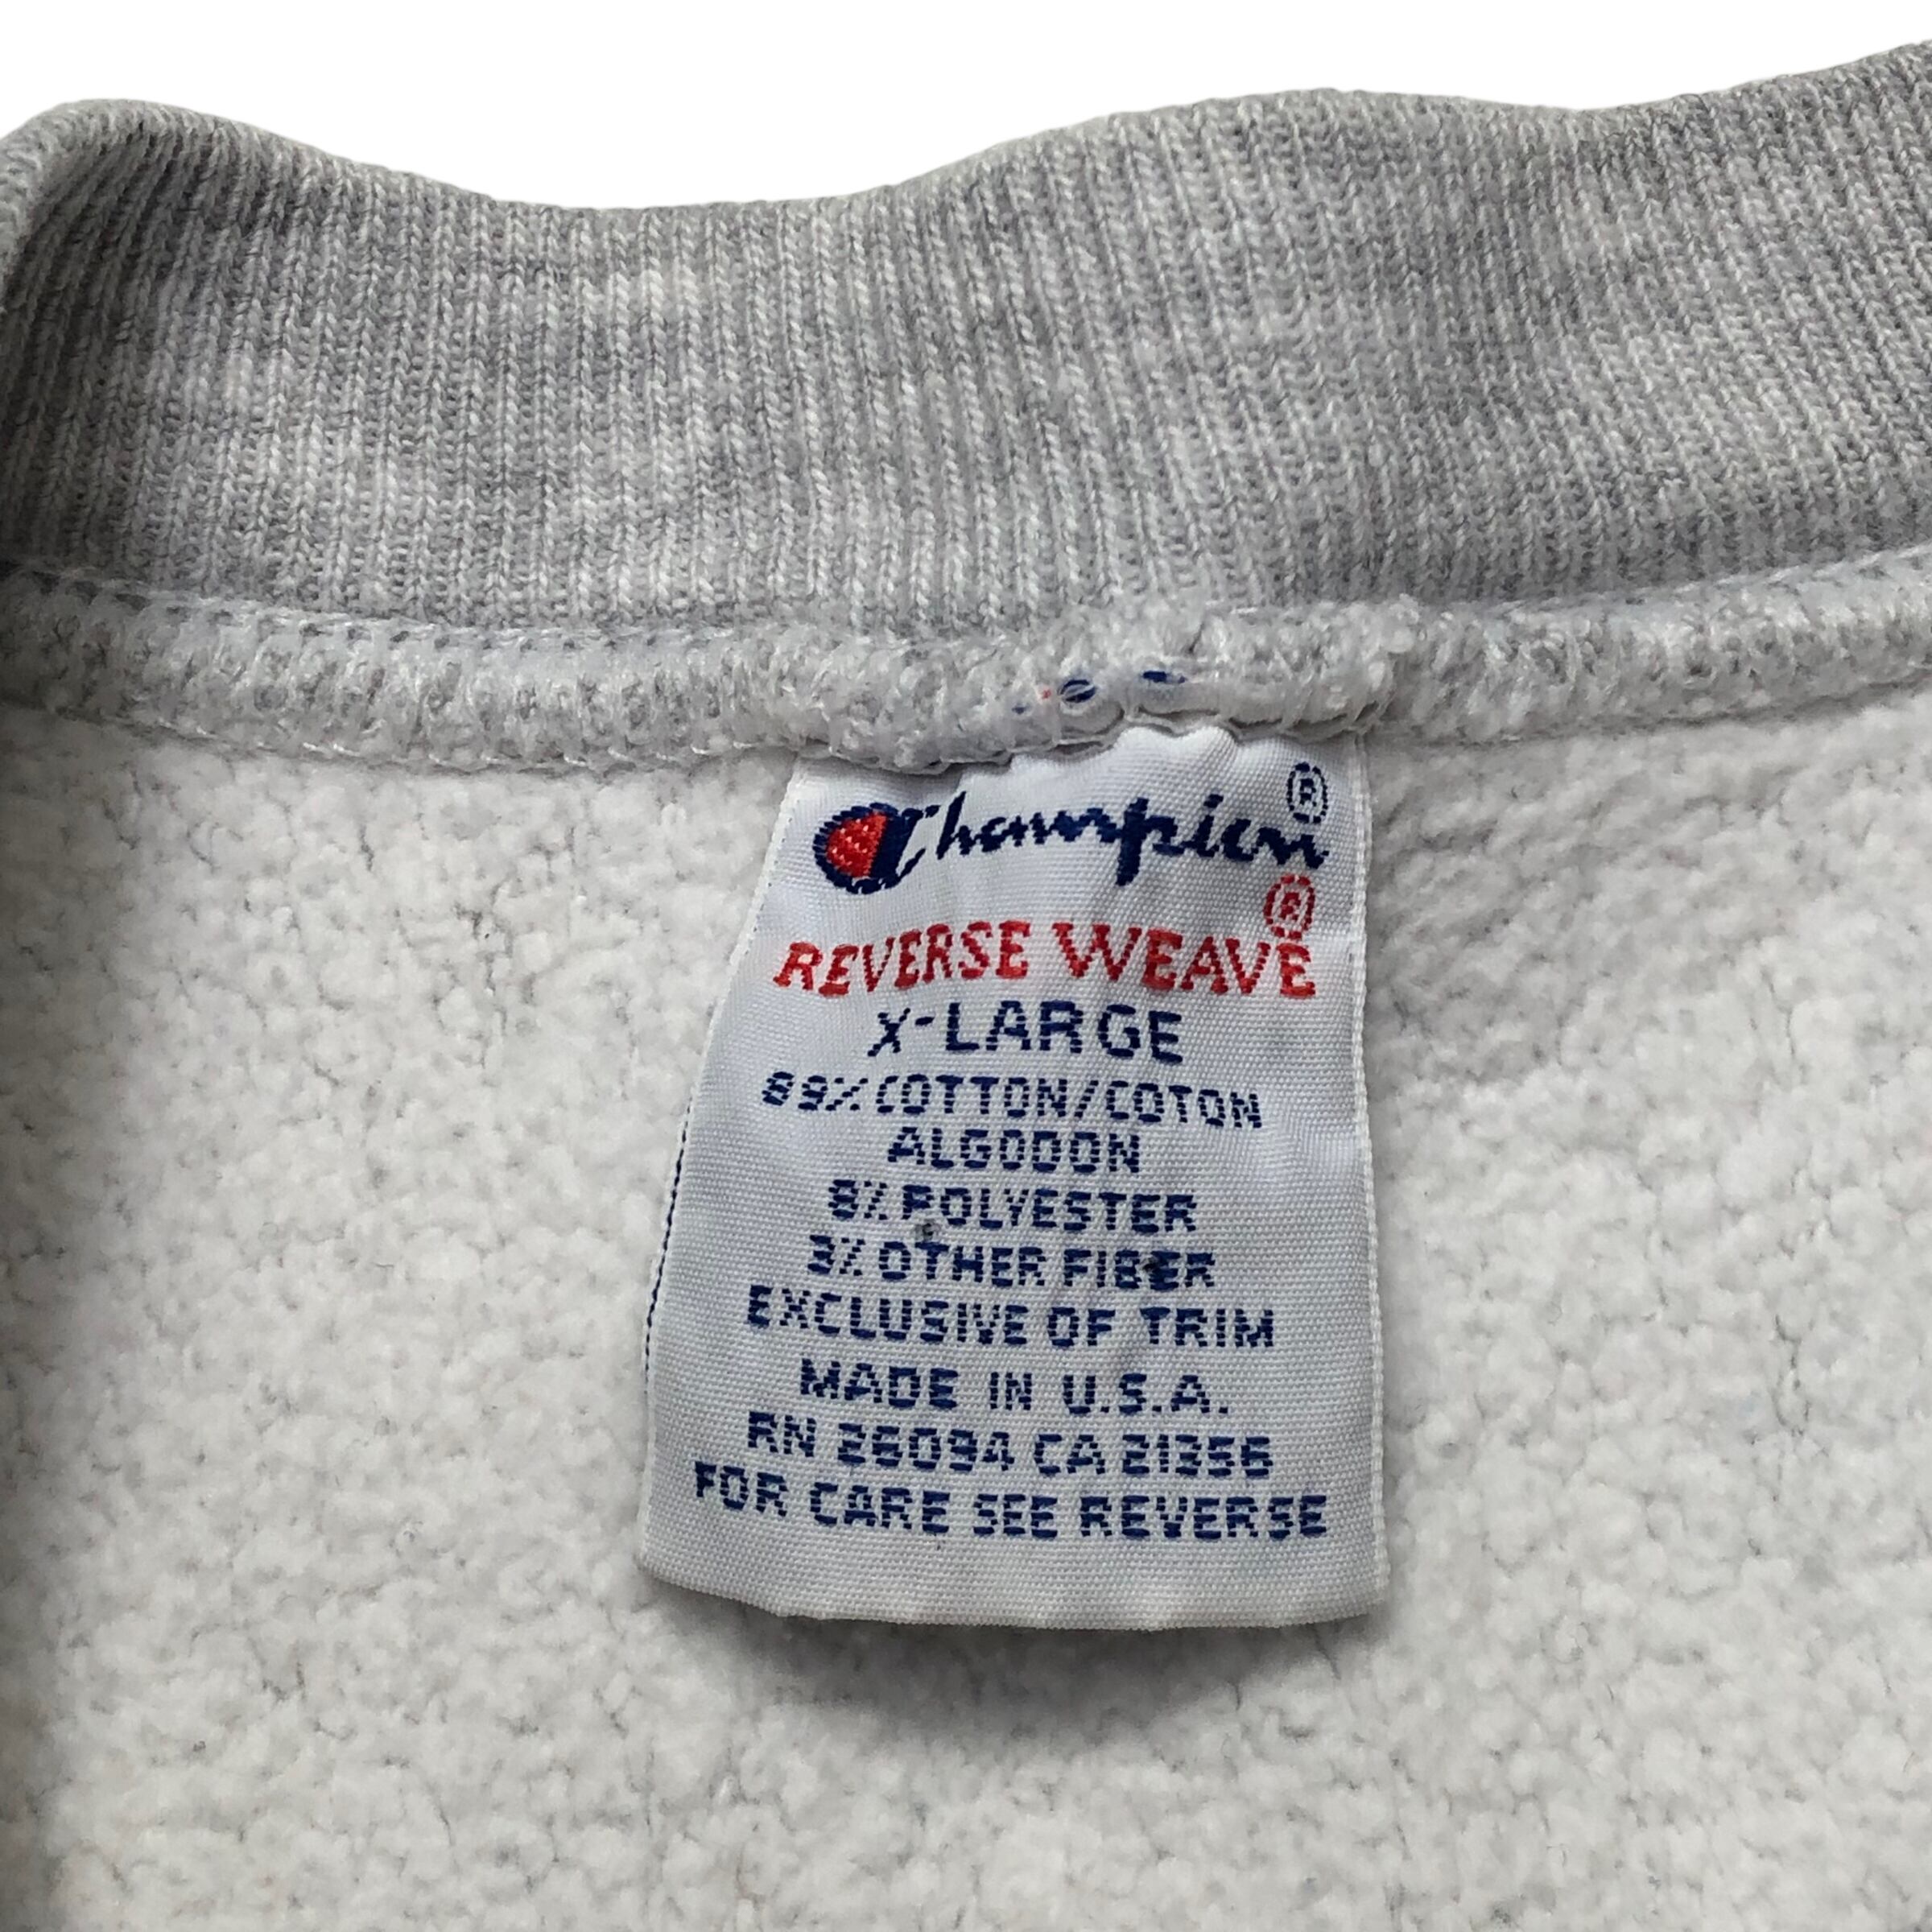 Champion®
REVERSE WEAVE®
X-LARGE
89% COTTON/COTON
ALGODON
8% POLYESTER
3% OTHER FIBER
EXCLUSIVE OF TRIM
MADE IN U.S.A.
RN 26094 CA 21356
FOR CARE SEE REVERSE